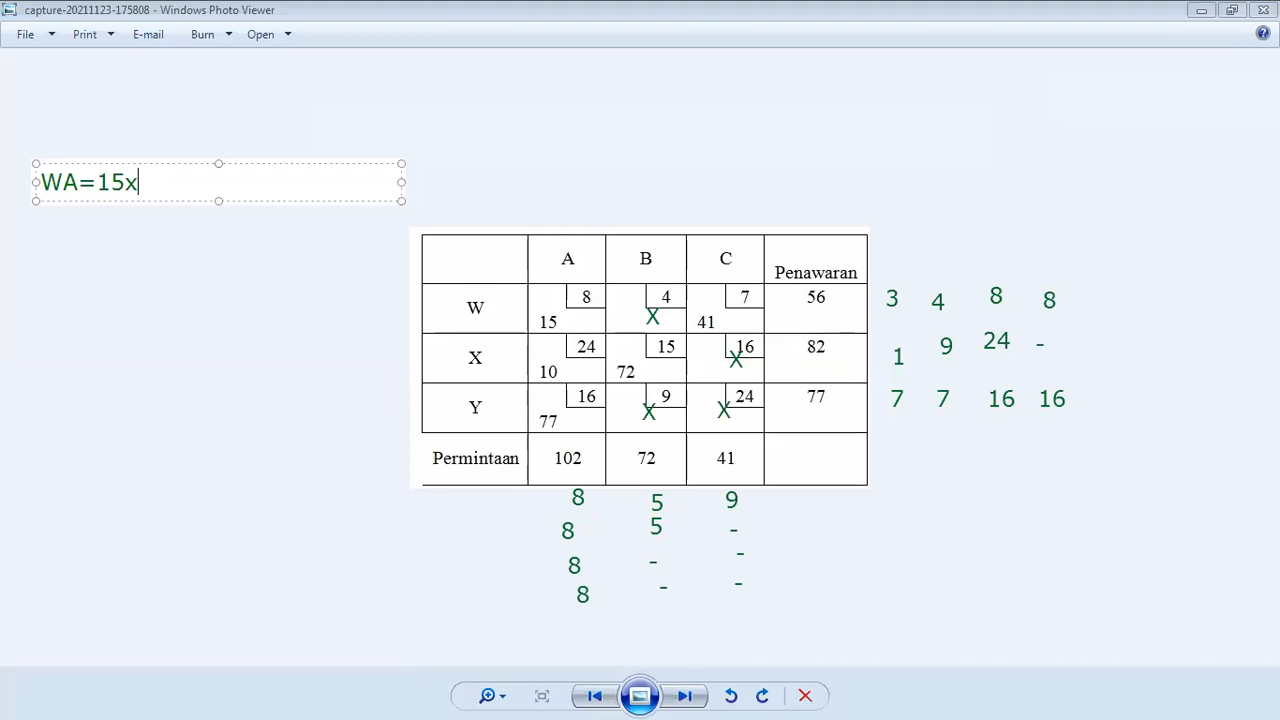 capture-20211123-175808 - Windows Photo Viewer
File Print E-mail Burn Open
WA=15x
A B C Penawaran
W 8 4 7 56 3 4 8 8
15 X 41
X 24 15 16 82 1 9 24 -
10 72 X
Y 16 9 24 77 7 7 16 16
77 X X
Permintaan 102 72 41
8 5 9
8 5 -
8 - -
8 - -